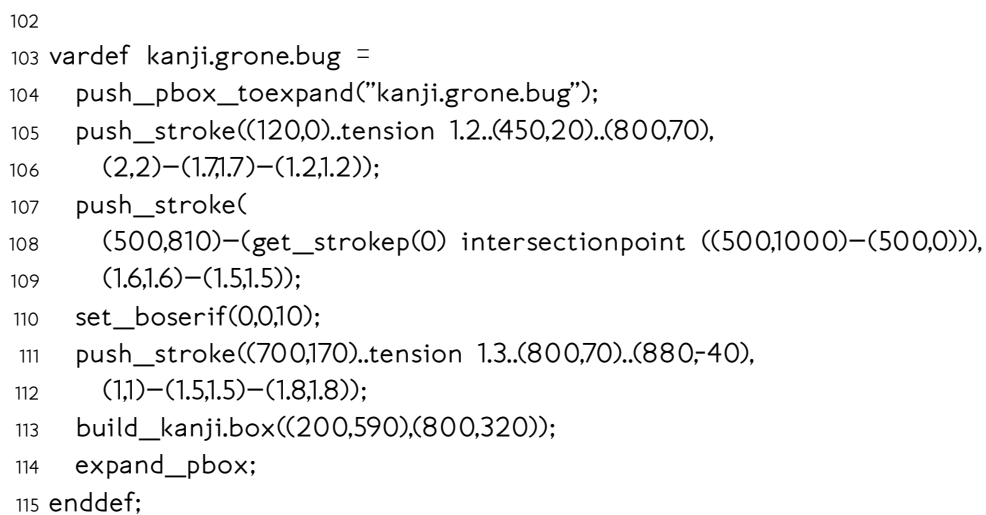 102
103 vardef kanji.grone.bug =
104 push_pbox_toexpand("kanji.grone.bug");
105 push_stroke((120,0)..tension 1.2..(450,20)..(800,70),
106 (2,2)–(1.7,1.7)–(1.2,1.2));
107 push_stroke(
108 (500,810)–(get_strokep(0) intersectionpoint ((500,1000)–(500,0))),
109 (1.6,1.6)–(1.5,1.5));
110 set_boserif(0,0,10);
111 push_stroke((700,170)..tension 1.3..(800,70)..(880,-40),
112 (1,1)–(1.5,1.5)–(1.8,1.8));
113 build_kanji.box((200,590),(800,320));
114 expand_pbox;
115 enddef;